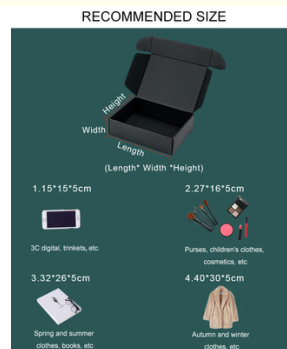 RECOMMENDED SIZE
Height
Width
Length
(Length* Width *Height)
1.15*15*5cm
2.27*16*5cm
3C digital, trinkets, etc.
Purses, children's clothes,
cosmetics, etc
3.32*26*5cm
4.40*30*5cm
Spring and summer
clothes, books, etc
Autumn and winter
clothes, etc